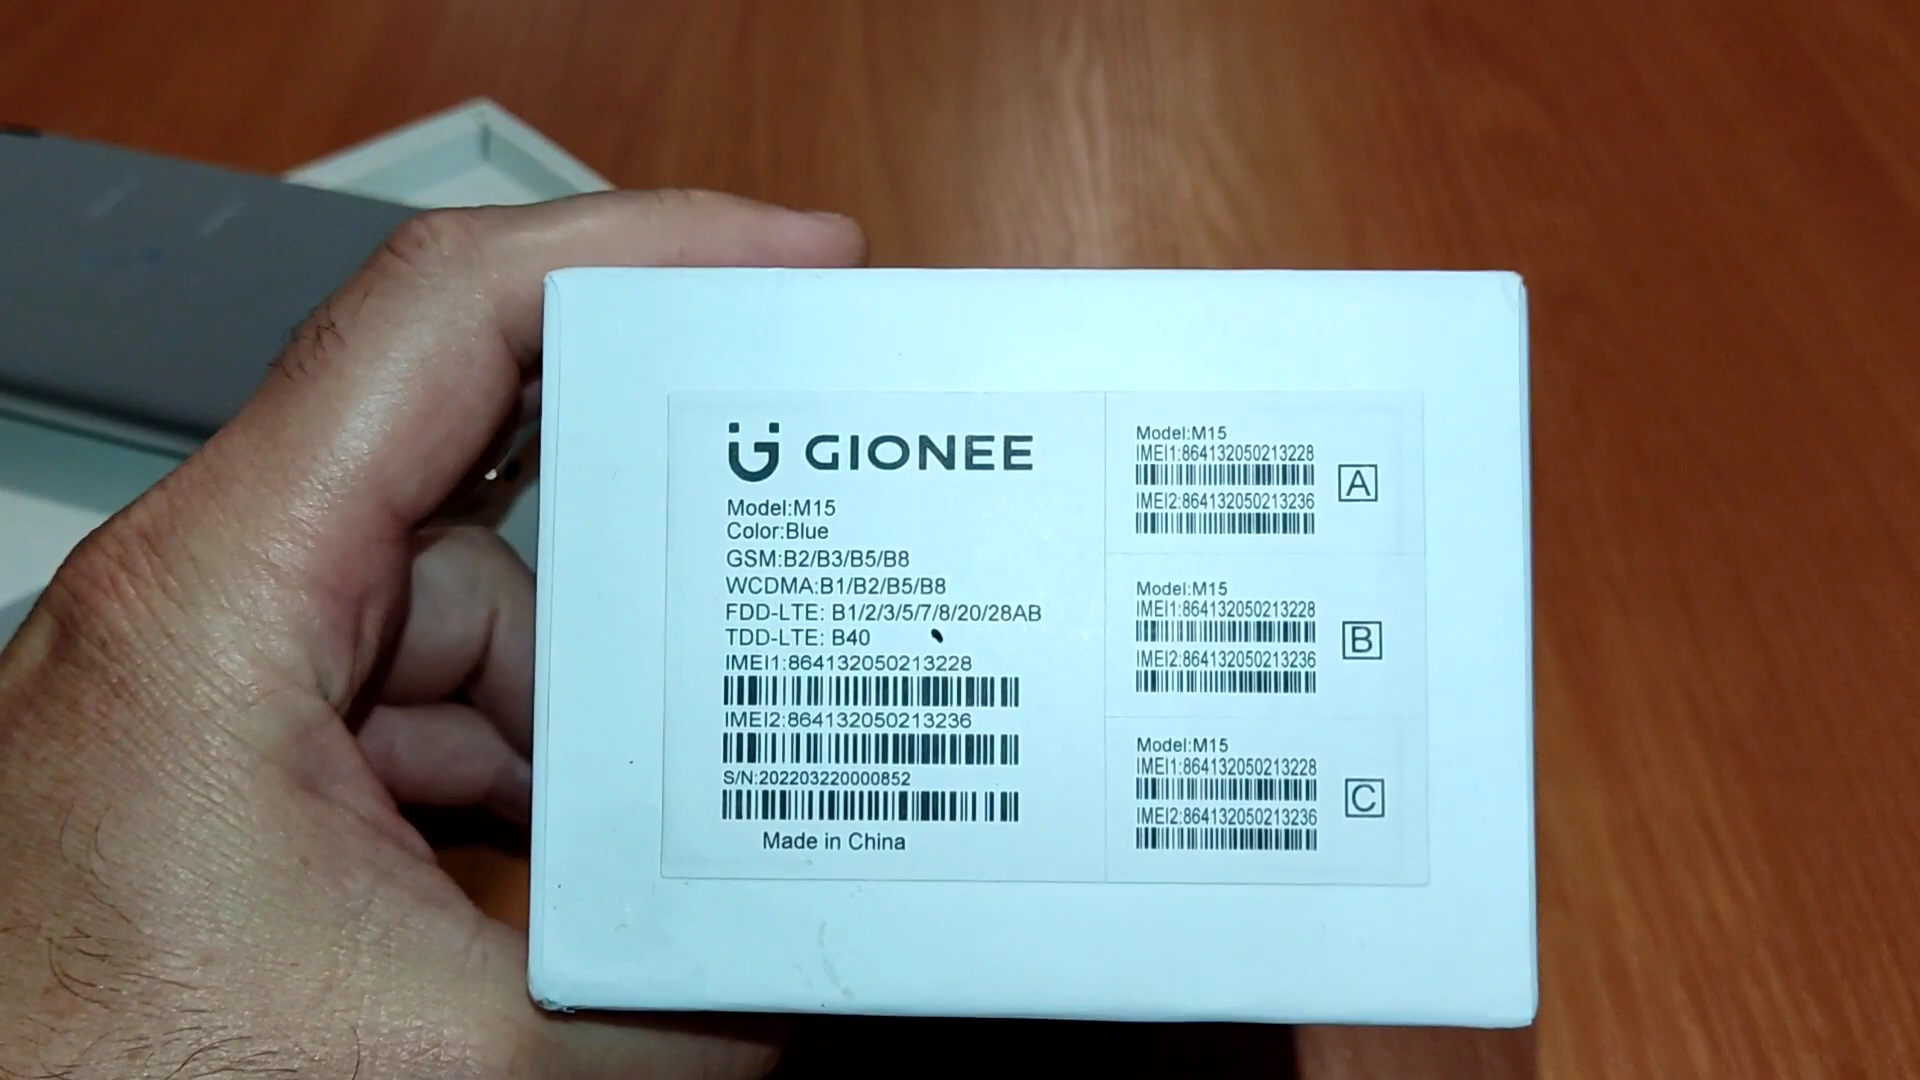 GIONEE
Model:M15
Color:Blue
GSM:B2/B3/B5/B8
WCDMA:B1/B2/B5/B8
FDD-LTE: B1/2/3/5/7/8/20/28AB
TDD-LTE: B40
IMEI1:864132050213228
IMEI2:864132050213236
S/N:202203220000852
Made in China
Model:M15
IMEI1:864132050213228
IMEI2:864132050213236
A
Model:M15
IMEI1:864132050213228
IMEI2:864132050213236
B
Model:M15
IMEI1:864132050213228
IMEI2:864132050213236
C